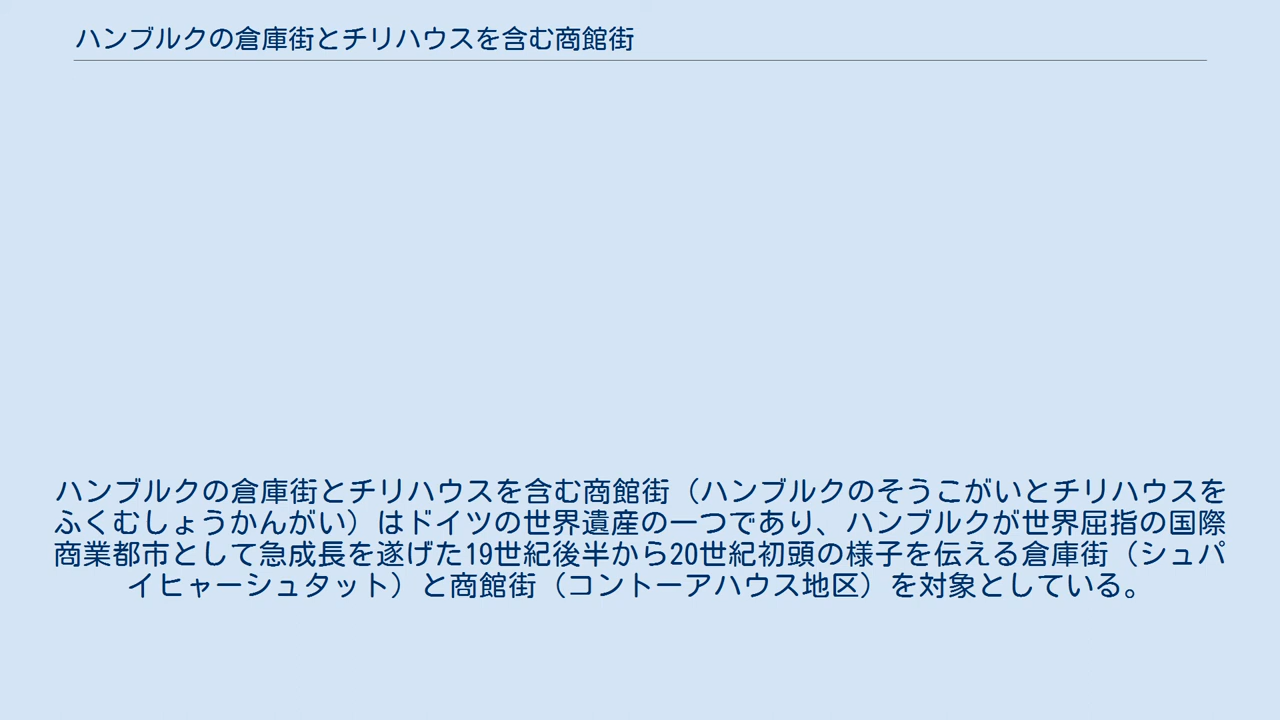 ハンブルクの倉庫街とチリハウスを含む商館街
ハンブルクの倉庫街とチリハウスを含む商館街（ハンブルクのそうこがいとチリハウスを
ふくむしょうかんがい）はドイツの世界遺産の一つであり、ハンブルクが世界屈指の国際
商業都市として急成長を遂げた19世紀後半から20世紀初頭の様子を伝える倉庫街（シュパ
イヒャーシュタット）と商館街（コントーアハウス地区）を対象としている。